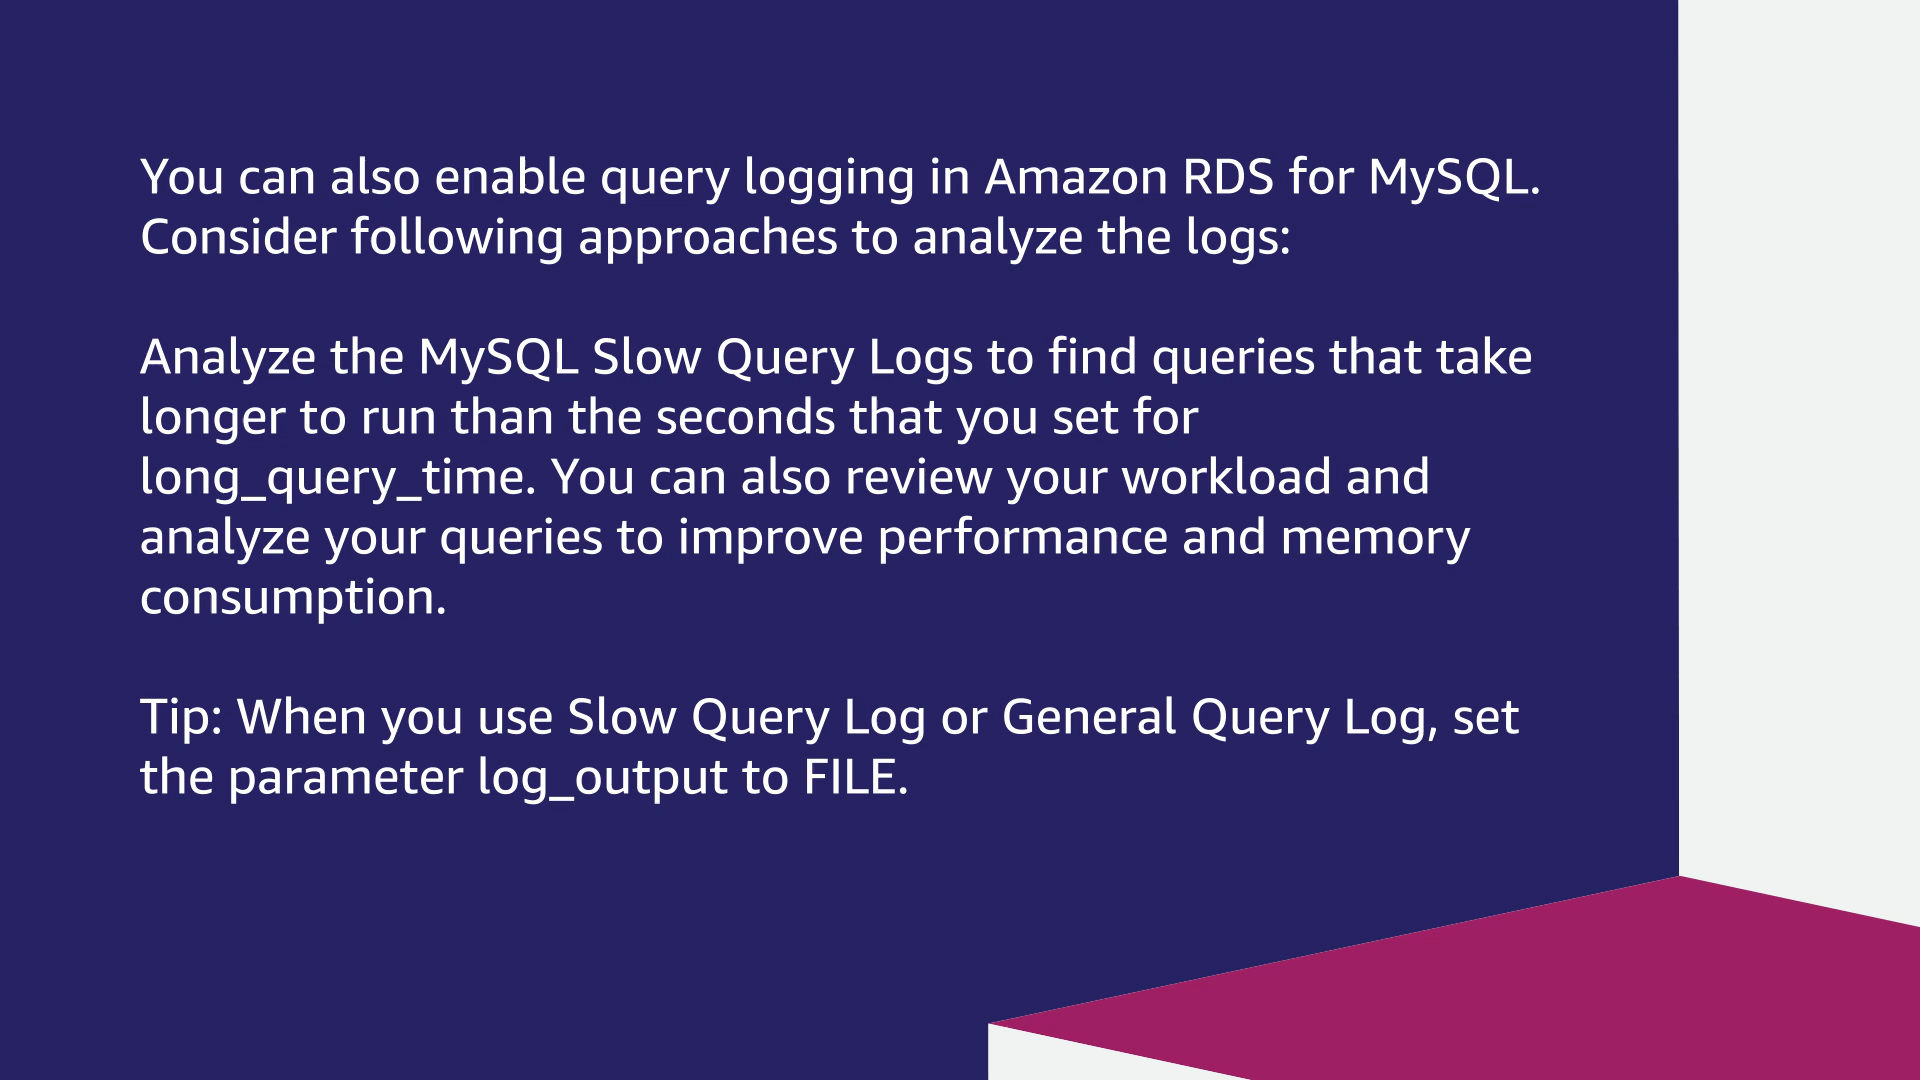 You can also enable query logging in Amazon RDS for MySQL.
Consider following approaches to analyze the logs:
Analyze the MySQL Slow Query Logs to find queries that take
longer to run than the seconds that you set for
long_query_time. You can also review your workload and
analyze your queries to improve performance and memory
consumption.
Tip: When you use Slow Query Log or General Query Log, set
the parameter log_output to FILE.